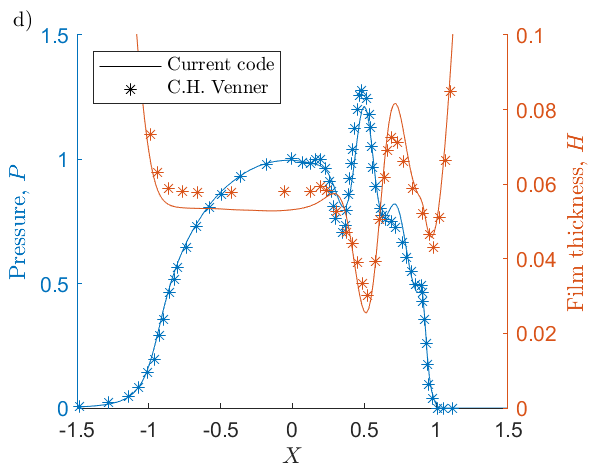 d)
Current code
C.H. Venner
Pressure, P
1.5
1
0.5
0
Film thickness, H
0.1
0.08
0.06
0.04
0.02
0
-1.5 -1 -0.5 0 0.5 1 1.5
X